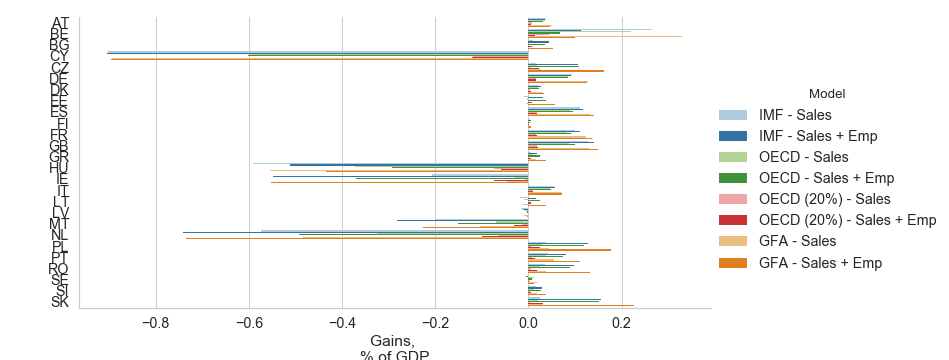 AT
BE
BG
CY
CZ
DE
DK
EE
ES
FI
FR
GB
GR
HU
IE
IT
LT
LV
MT
NL
PL
PT
RO
SE
SI
SK
−0.8
−0.6
−0.4
−0.2
0.0
0.2
Gains,
% of GDP
Model
IMF - Sales
IMF - Sales + Emp
OECD - Sales
OECD - Sales + Emp
OECD (20%) - Sales
OECD (20%) - Sales + Emp
GFA - Sales
GFA - Sales + Emp